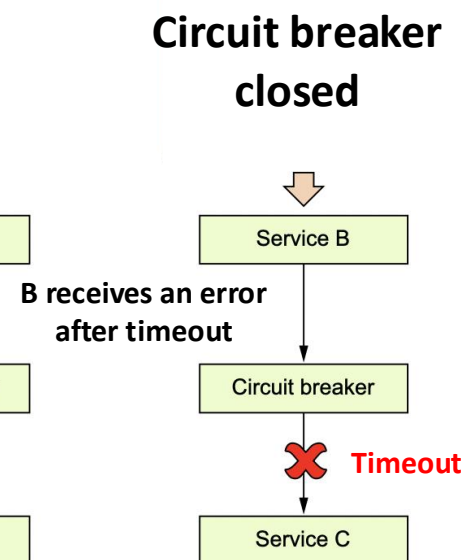 Circuit breaker
closed
Service B
B receives an error
after timeout
Circuit breaker
Timeout
Service C